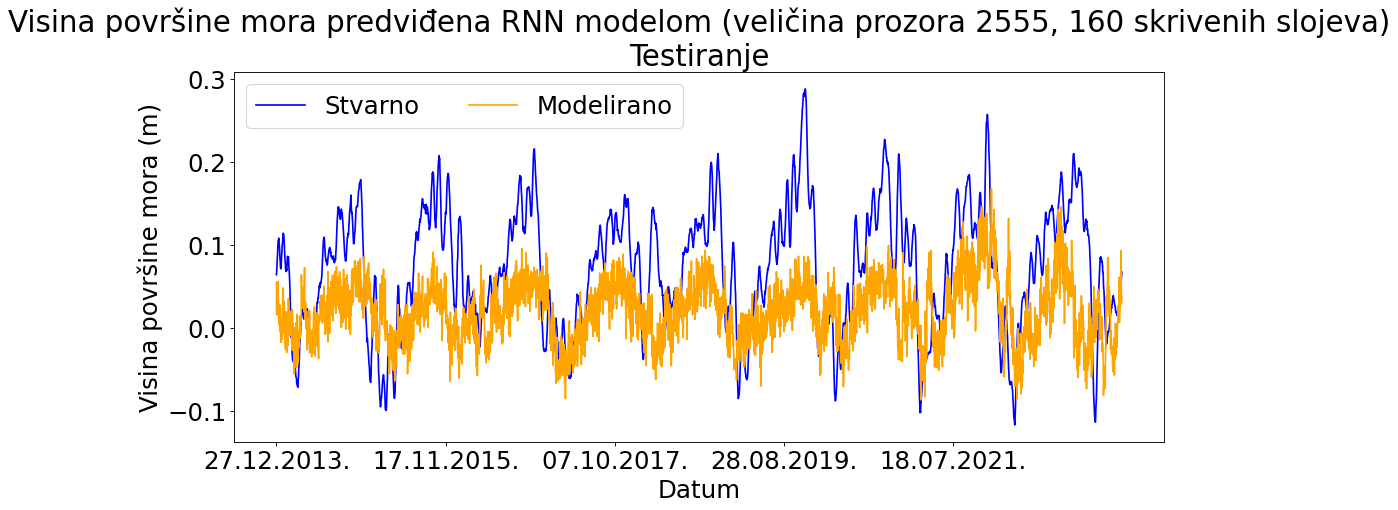 Visina površine mora predviđena RNN modelom (veličina prozora 2555, 160 skrivenih slojeva)
Testiranje
Stvarno
Modelirano
Visina površine mora (m)
0.3
0.2
0.1
0.0
−0.1
27.12.2013.
17.11.2015.
07.10.2017.
28.08.2019.
18.07.2021.
Datum